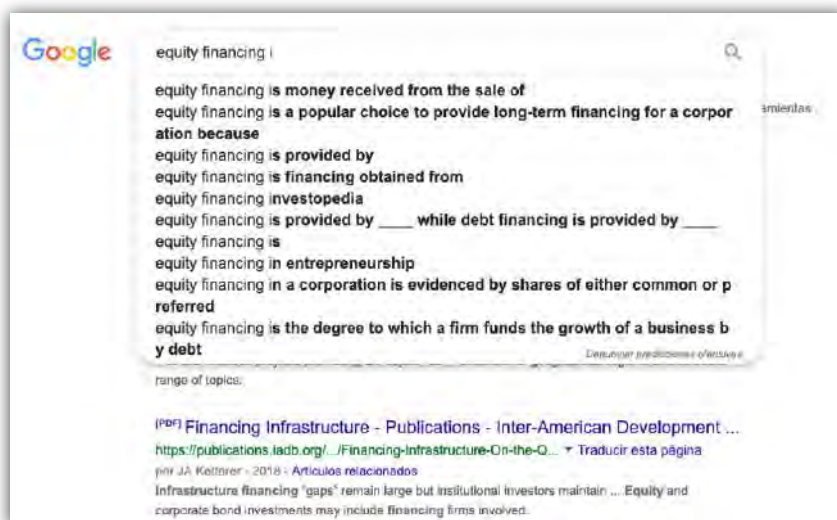 Google
equity financing i
equity financing is money received from the sale of
equity financing is a popular choice to provide long-term financing for a corpor
ation because
amientas
equity financing is provided by
equity financing is financing obtained from
equity financing investopedia
equity financing is provided by ____ while debt financing is provided by ____
equity financing is
equity financing in entrepreneurship
equity financing in a corporation is evidenced by shares of either common or p
referred
equity financing is the degree to which a firm funds the growth of a business b
y debt
Denunciar predicciones ofensivas
range of topics.
[PDF] Financing Infrastructure - Publications - Inter-American Development ...
https://publications.iadb.org/.../Financing-Infrastructure-On-the-Q... ▾ Traducir esta página
por JA Ketterer - 2018 - Artículos relacionados
Infrastructure financing "gaps" remain large but institutional investors maintain ... Equity and
corporate bond investments may include financing firms involved.